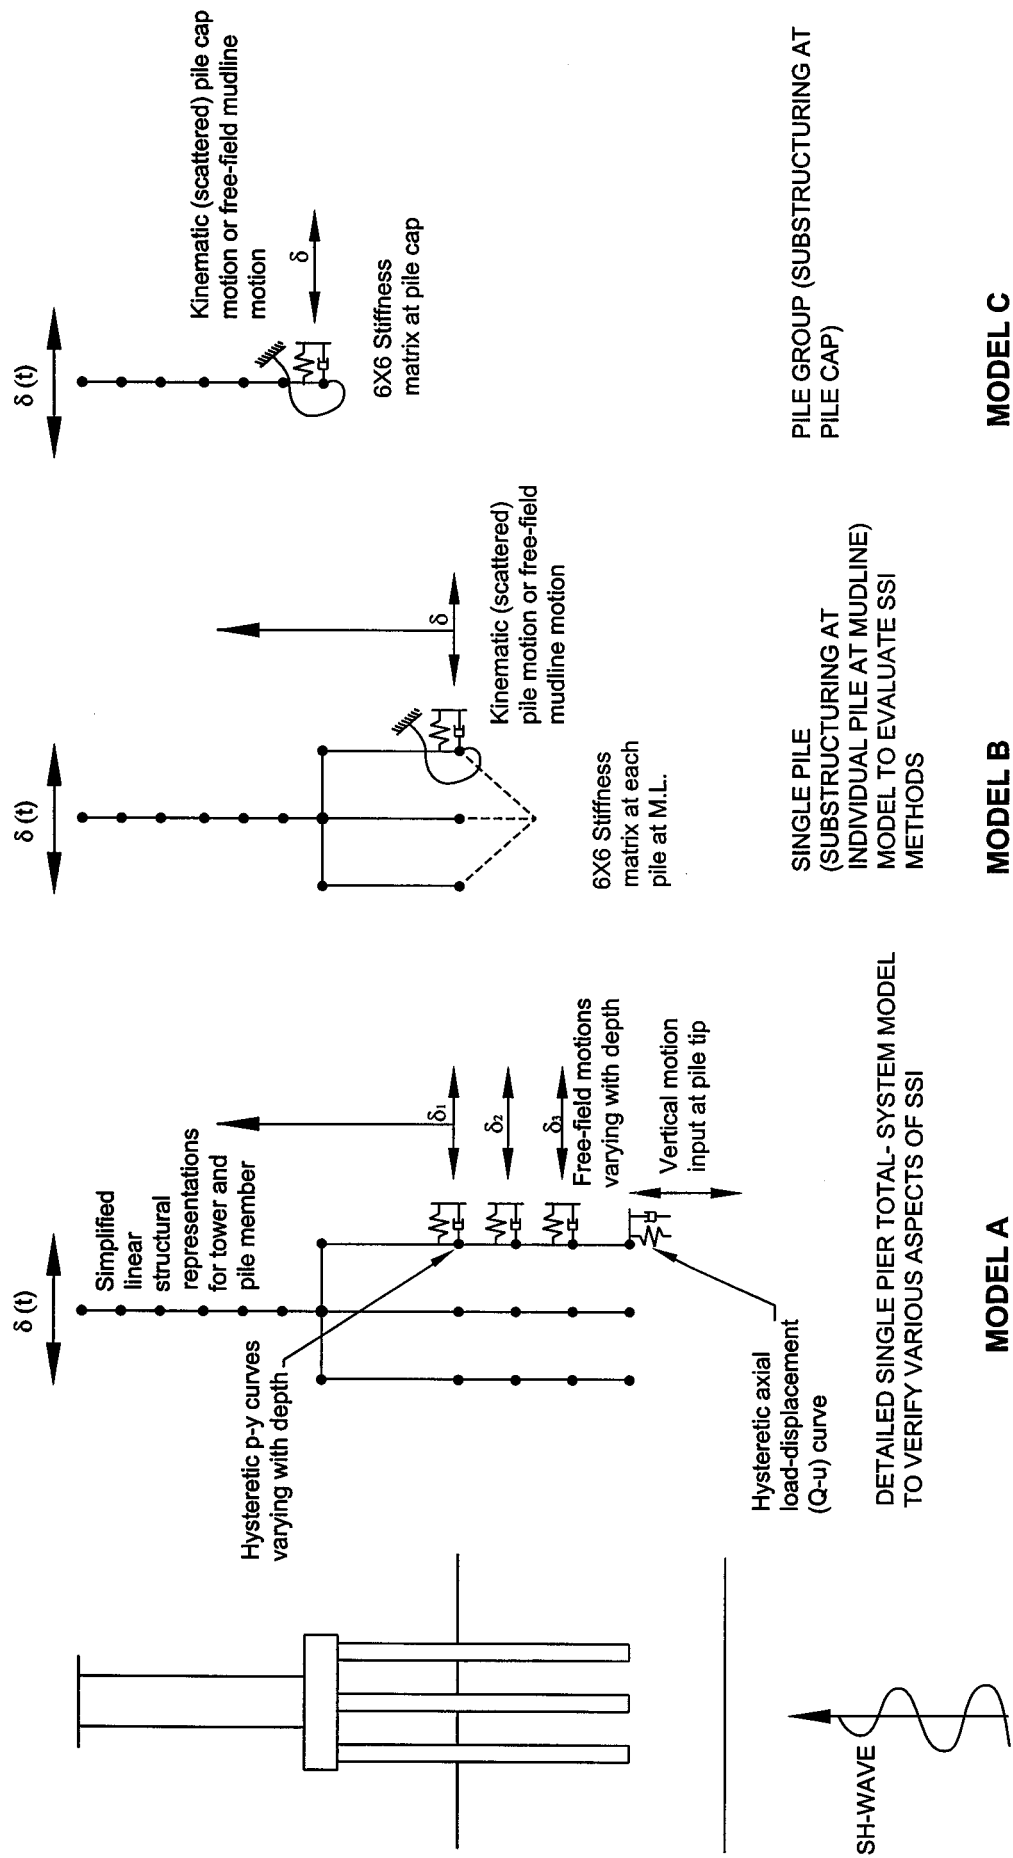 SH-WAVE
δ (t)
Simplified
linear
structural
representations
for tower and
pile member
Hysteretic p-y curves
varying with depth
δ1
δ2
δ3
Free-field motions
varying with depth
Vertical motion
input at pile tip
Hysteretic axial
load-displacement
(Q-u) curve
DETAILED SINGLE PIER TOTAL- SYSTEM MODEL
TO VERIFY VARIOUS ASPECTS OF SSI
MODEL A
δ (t)
δ
Kinematic (scattered)
pile motion or free-field
mudline motion
6X6 Stiffness
matrix at each
pile at M.L.
SINGLE PILE
(SUBSTRUCTURING AT
INDIVIDUAL PILE AT MUDLINE)
MODEL TO EVALUATE SSI
METHODS
MODEL B
δ (t)
Kinematic (scattered) pile cap
motion or free-field mudline
motion
δ
6X6 Stiffness
matrix at pile cap
PILE GROUP (SUBSTRUCTURING AT
PILE CAP)
MODEL C